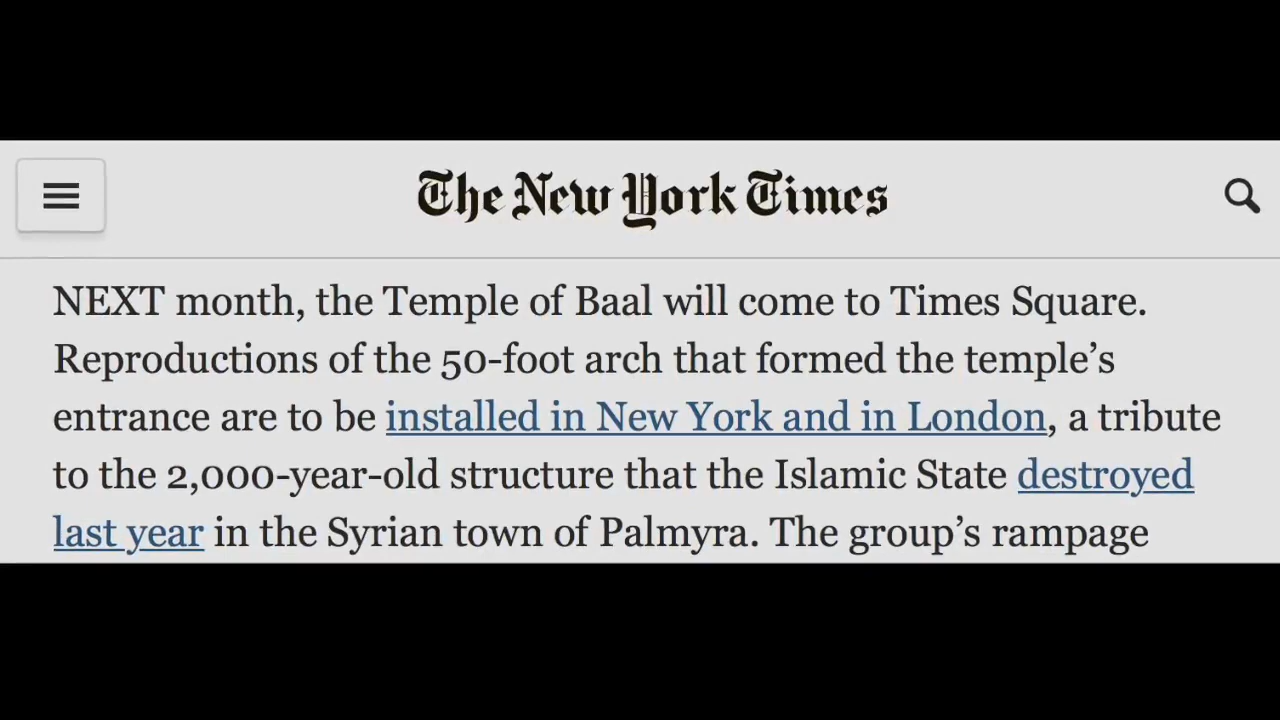 The New York Times
NEXT month, the Temple of Baal will come to Times Square.
Reproductions of the 50-foot arch that formed the temple’s
entrance are to be installed in New York and in London, a tribute
to the 2,000-year-old structure that the Islamic State destroyed
last year in the Syrian town of Palmyra. The group’s rampage